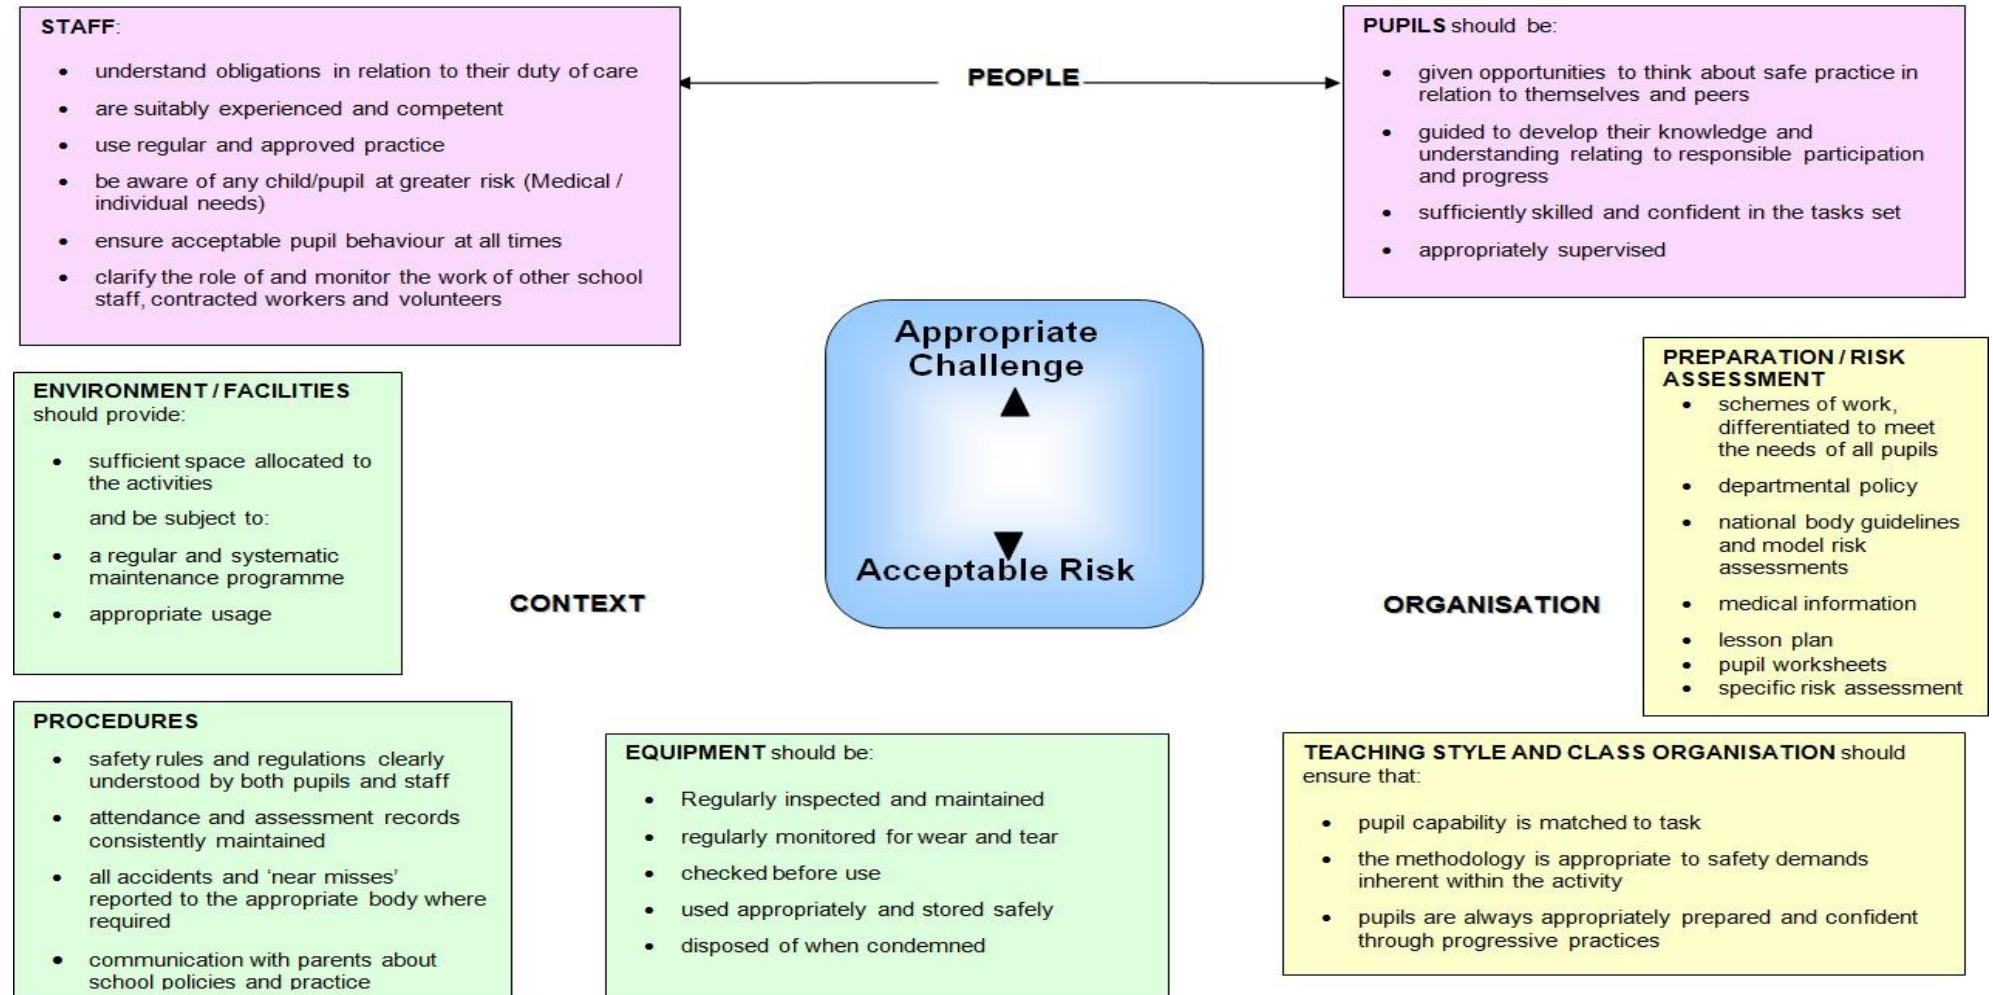 STAFF:
• understand obligations in relation to their duty of care
• are suitably experienced and competent
• use regular and approved practice
• be aware of any child/pupil at greater risk (Medical /
individual needs)
• ensure acceptable pupil behaviour at all times
• clarify the role of and monitor the work of other school
staff, contracted workers and volunteers
PEOPLE
PUPILS should be:
• given opportunities to think about safe practice in
relation to themselves and peers
• guided to develop their knowledge and
understanding relating to responsible participation
and progress
• sufficiently skilled and confident in the tasks set
• appropriately supervised
Appropriate
Challenge
Acceptable Risk
ENVIRONMENT / FACILITIES
should provide:
• sufficient space allocated to
the activities
and be subject to:
• a regular and systematic
maintenance programme
• appropriate usage
CONTEXT
ORGANISATION
PREPARATION / RISK
ASSESSMENT
• schemes of work,
differentiated to meet
the needs of all pupils
• departmental policy
• national body guidelines
and model risk
assessments
• medical information
• lesson plan
• pupil worksheets
• specific risk assessment
PROCEDURES
• safety rules and regulations clearly
understood by both pupils and staff
• attendance and assessment records
consistently maintained
• all accidents and ‘near misses’
reported to the appropriate body where
required
• communication with parents about
school policies and practice
EQUIPMENT should be:
• Regularly inspected and maintained
• regularly monitored for wear and tear
• checked before use
• used appropriately and stored safely
• disposed of when condemned
TEACHING STYLE AND CLASS ORGANISATION should
ensure that:
• pupil capability is matched to task
• the methodology is appropriate to safety demands
inherent within the activity
• pupils are always appropriately prepared and confident
through progressive practices